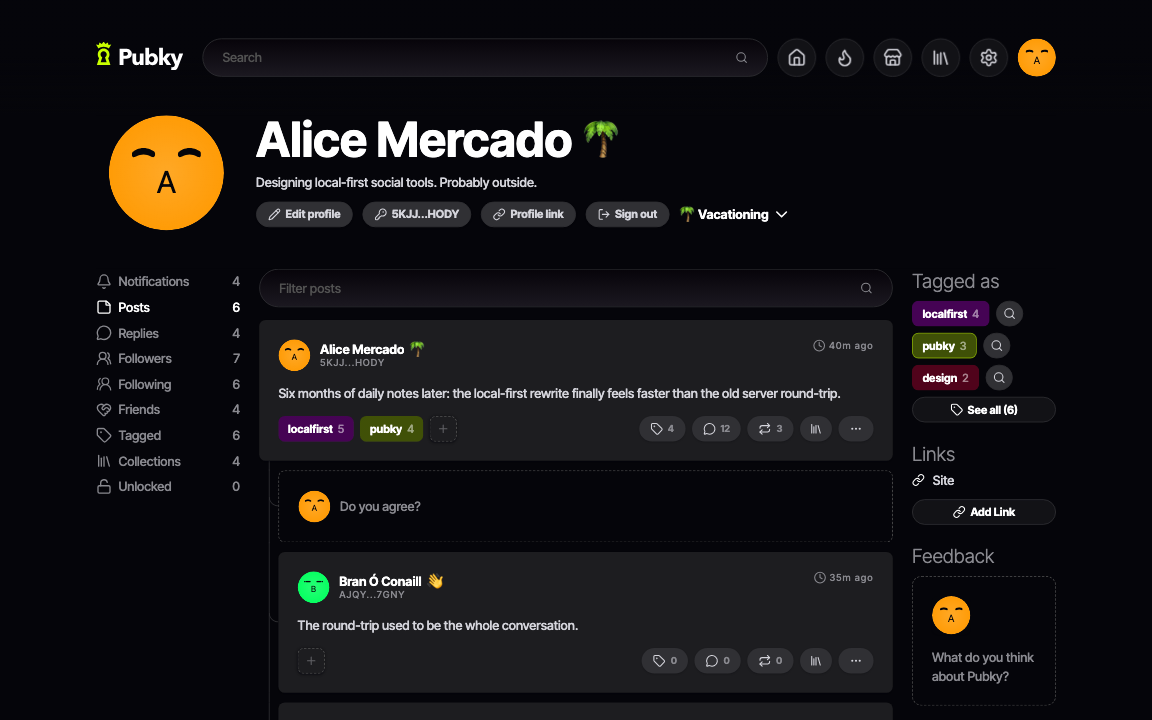 Pubky
Search
A
A
Alice Mercado 🌴
Designing local-first social tools. Probably outside.
Edit profile
5KJJ...HODY
Profile link
Sign out
🌴 Vacationing
Notifications 4
Posts 6
Replies 4
Followers 7
Following 6
Friends 4
Tagged 6
Collections 4
Unlocked 0
Filter posts
A
Alice Mercado 🌴
5KJJ...HODY
40m ago
Six months of daily notes later: the local-first rewrite finally feels faster than the old server round-trip.
localfirst 5
pubky 4
+
4
12
3
A
Do you agree?
B
Bran Ó Conaill 👋
AJQY...7GNY
35m ago
The round-trip used to be the whole conversation.
+
0
0
0
Tagged as
localfirst 4
pubky 3
design 2
See all (6)
Links
Site
Add Link
Feedback
A
What do you think
about Pubky?